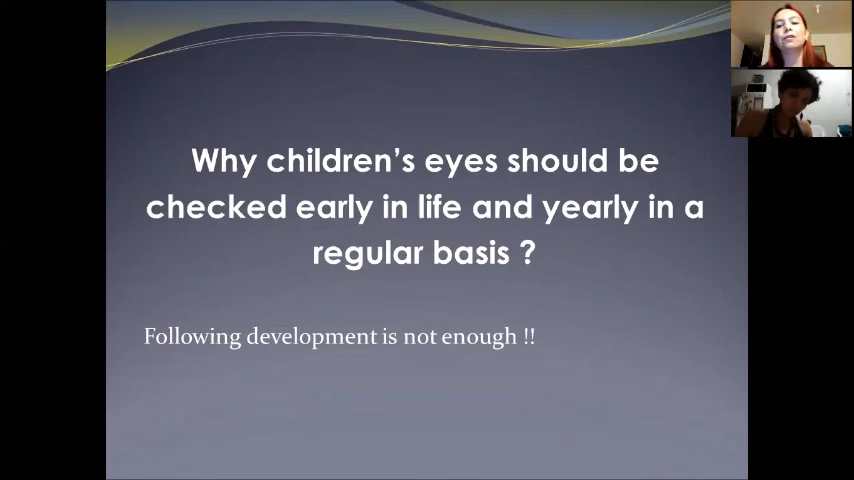 Why children’s eyes should be
checked early in life and yearly in a
regular basis ?
Following development is not enough !!